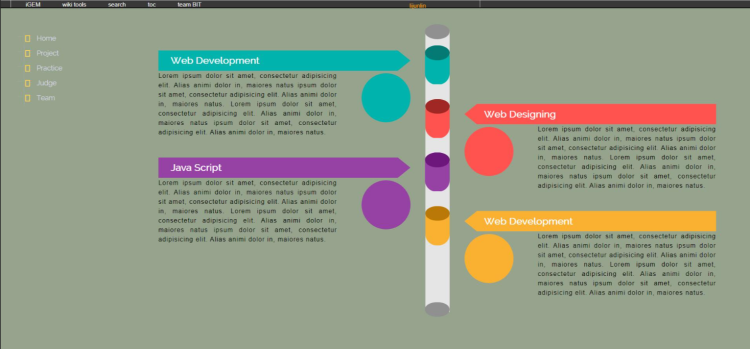 iGEM wiki tools search toc team BIT
Home
Project
Practice
Judge
Team
Web Development
Lorem ipsum dolor sit amet, consectetur adipisicing
elit. Alias animi dolor in, maiores natus. Lorem ipsum
dolor sit amet, consectetur adipisicing elit. Alias animi
dolor in, maiores natus. Lorem ipsum dolor sit
amet, consectetur adipisicing elit. Alias animi dolor in,
maiores natus. Lorem ipsum dolor sit amet, consectetur
adipisicing elit. Alias animi dolor in, maiores natus.
Web Designing
Lorem ipsum dolor sit amet, consectetur adipisicing
elit. Alias animi dolor in, maiores natus. Lorem ipsum
dolor sit amet, consectetur adipisicing elit. Alias animi
dolor in, maiores natus. Lorem ipsum dolor sit amet,
consectetur adipisicing elit. Alias animi dolor in,
maiores natus. Lorem ipsum dolor sit amet, consectetur
adipisicing elit. Alias animi dolor in, maiores natus.
Java Script
Lorem ipsum dolor sit amet, consectetur adipisicing
elit. Alias animi dolor in, maiores natus. Lorem ipsum
dolor sit amet, consectetur adipisicing elit. Alias animi
dolor in, maiores natus. Lorem ipsum dolor sit
amet, consectetur adipisicing elit. Alias animi dolor in,
maiores natus. Lorem ipsum dolor sit amet, consectetur
adipisicing elit. Alias animi dolor in, maiores natus.
Web Development
Lorem ipsum dolor sit amet, consectetur adipisicing
elit. Alias animi dolor in, maiores natus. Lorem ipsum
dolor sit amet, consectetur adipisicing elit. Alias animi
dolor in, maiores natus. Lorem ipsum dolor sit amet,
consectetur adipisicing elit. Alias animi dolor in,
maiores natus. Lorem ipsum dolor sit amet, consectetur
adipisicing elit. Alias animi dolor in, maiores natus.